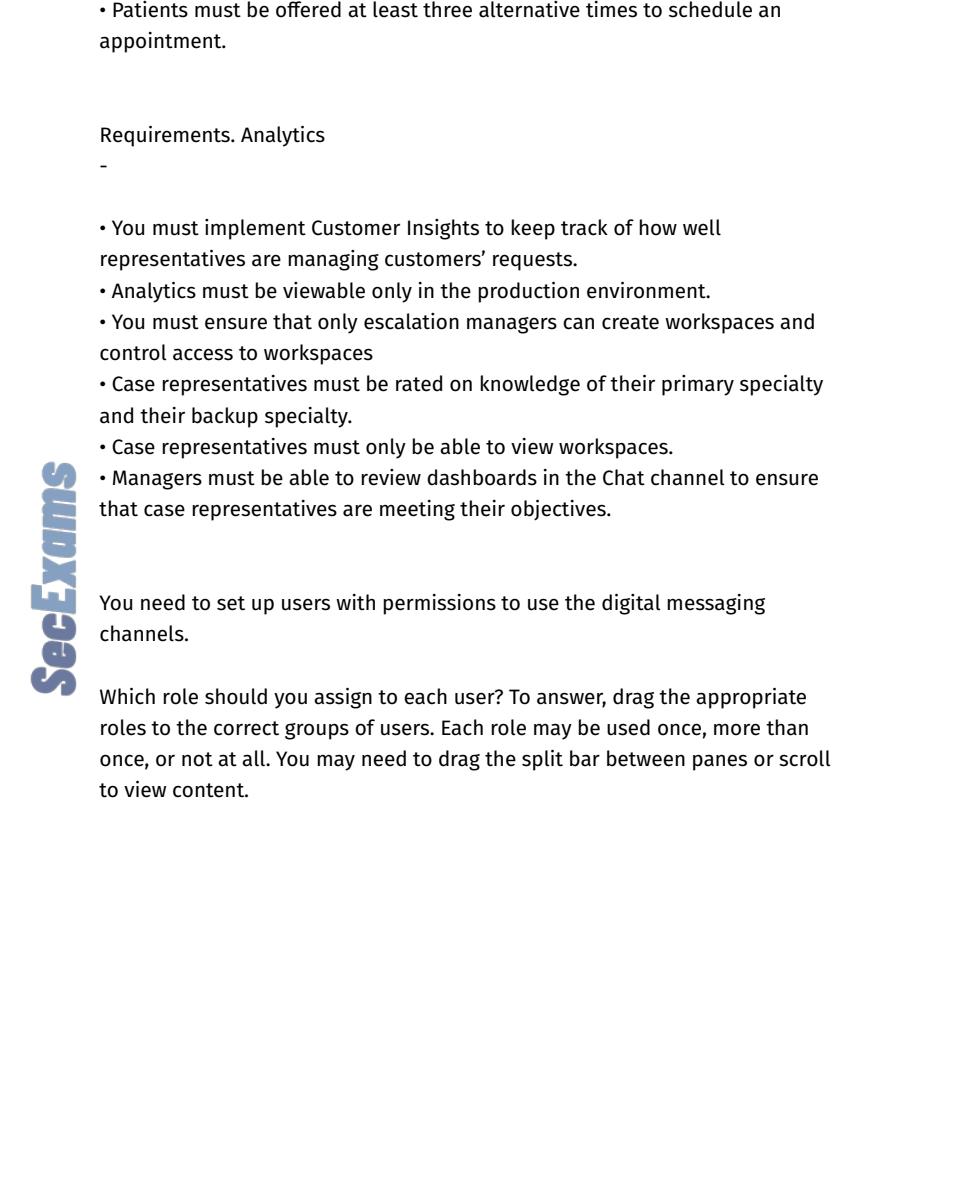 • Patients must be offered at least three alternative times to schedule an
appointment.
Requirements. Analytics
-
• You must implement Customer Insights to keep track of how well
representatives are managing customers’ requests.
• Analytics must be viewable only in the production environment.
• You must ensure that only escalation managers can create workspaces and
control access to workspaces
• Case representatives must be rated on knowledge of their primary specialty
and their backup specialty.
• Case representatives must only be able to view workspaces.
• Managers must be able to review dashboards in the Chat channel to ensure
that case representatives are meeting their objectives.
SecExams
You need to set up users with permissions to use the digital messaging
channels.
Which role should you assign to each user? To answer, drag the appropriate
roles to the correct groups of users. Each role may be used once, more than
once, or not at all. You may need to drag the split bar between panes or scroll
to view content.